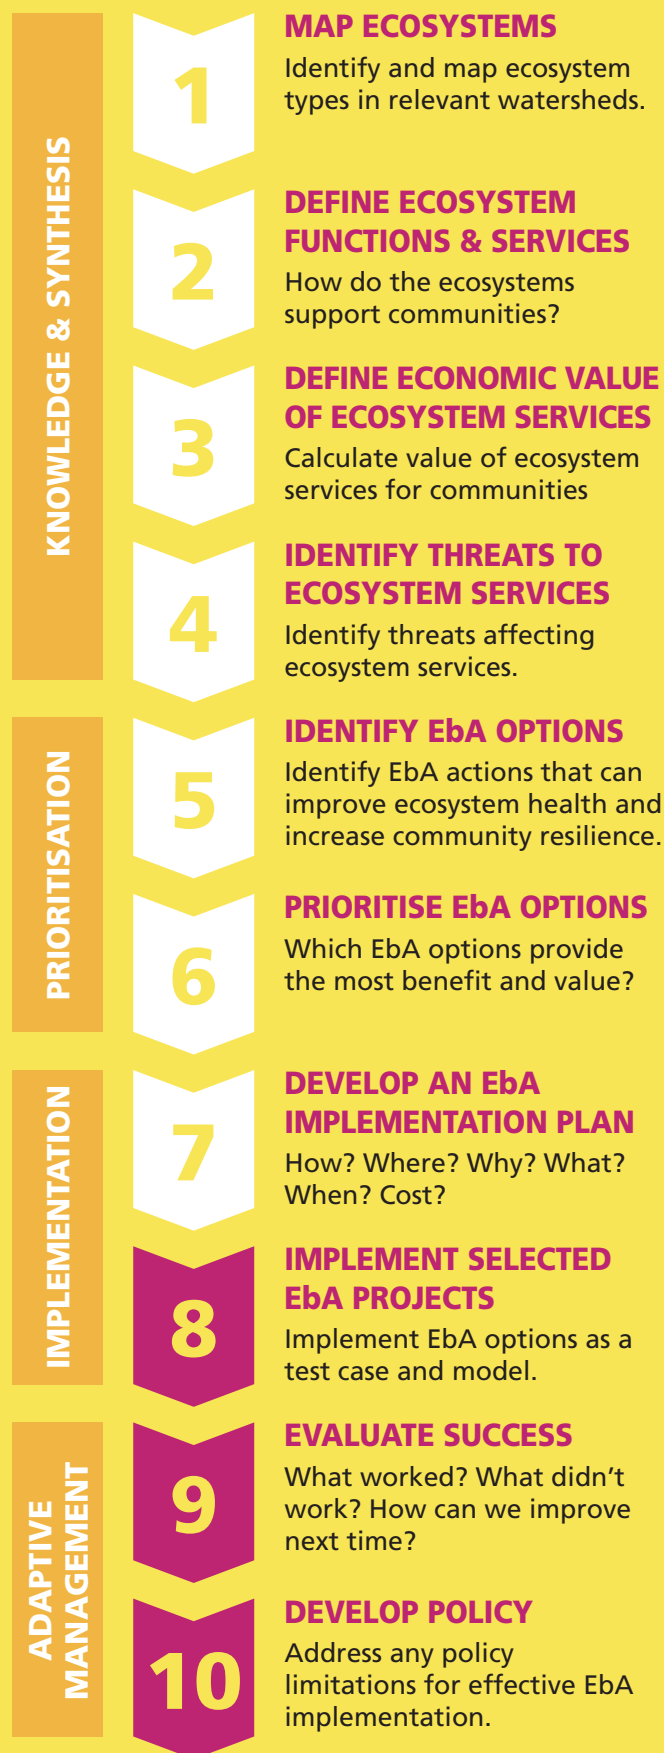 KNOWLEDGE & SYNTHESIS
1
MAP ECOSYSTEMS
Identify and map ecosystem
types in relevant watersheds.
2
DEFINE ECOSYSTEM
FUNCTIONS & SERVICES
How do the ecosystems
support communities?
3
DEFINE ECONOMIC VALUE
OF ECOSYSTEM SERVICES
Calculate value of ecosystem
services for communities
4
IDENTIFY THREATS TO
ECOSYSTEM SERVICES
Identify threats affecting
ecosystem services.
PRIORITISATION
5
IDENTIFY EbA OPTIONS
Identify EbA actions that can
improve ecosystem health and
increase community resilience.
6
PRIORITISE EbA OPTIONS
Which EbA options provide
the most benefit and value?
IMPLEMENTATION
7
DEVELOP AN EbA
IMPLEMENTATION PLAN
How? Where? Why? What?
When? Cost?
8
IMPLEMENT SELECTED
EbA PROJECTS
Implement EbA options as a
test case and model.
ADAPTIVE
MANAGEMENT
9
EVALUATE SUCCESS
What worked? What didn’t
work? How can we improve
next time?
10
DEVELOP POLICY
Address any policy
limitations for effective EbA
implementation.